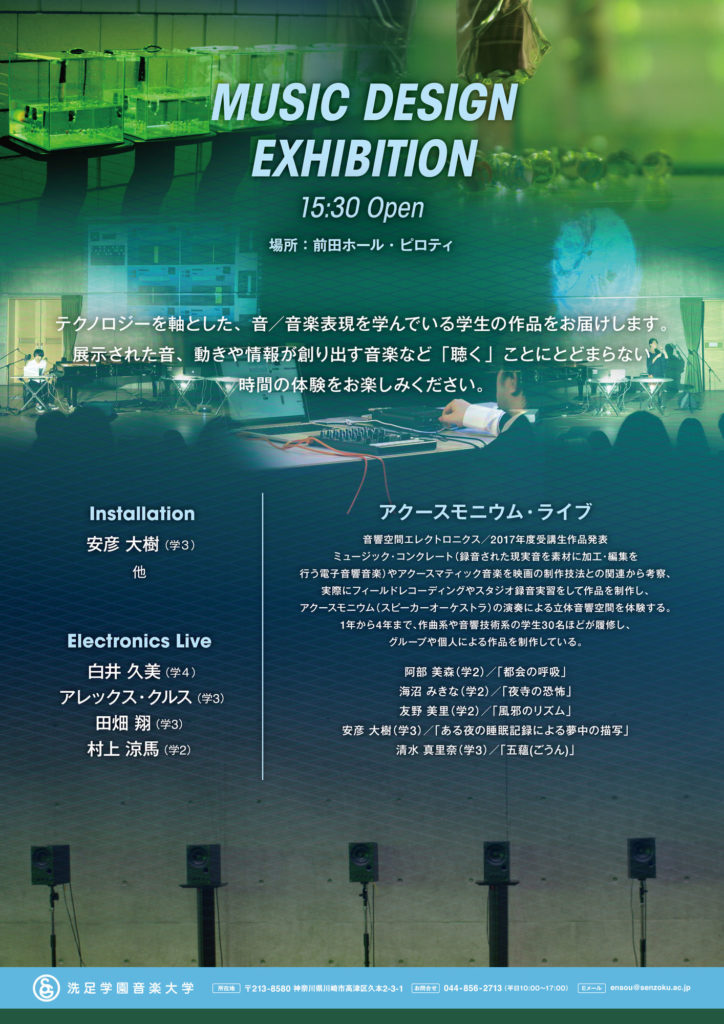 MUSIC DESIGN
EXHIBITION
15:30 Open
場所：前田ホール・ピロティ
テクノロジーを軸とした、音／音楽表現を学んでいる学生の作品をお届けします。
展示された音、動きや情報が創り出す音楽など「聴く」ことにとどまらない
時間の体験をお楽しみください。
Installation
安彦 大樹（学3）
他
Electronics Live
白井 久美（学4）
アレックス・クルス（学3）
田畑 翔（学3）
村上 涼馬（学2）
アクースモニウム・ライブ
音響空間エレクトロニクス／2017年度受講生作品発表
ミュージック・コンクレート（録音された現実音を素材に加工・編集を
行う電子音響音楽）やアクースマティック音楽を映画の制作技法との関連から考察、
実際にフィールドレコーディングやスタジオ録音実習をして作品を制作し、
アクースモニウム（スピーカーオーケストラ）の演奏による立体音響空間を体験する。
1年から4年まで、作曲系や音響技術系の学生30名ほどが履修し、
グループや個人による作品を制作している。
阿部 美森（学2）／「都会の呼吸」
海沼 みきな（学2）／「夜寺の恐怖」
友野 美里（学2）／「風邪のリズム」
安彦 大樹（学3）／「ある夜の睡眠記録による夢中の描写」
清水 真里奈（学3）／「五蘊(ごうん)」
洗足学園音楽大学 所在地 〒213-8580 神奈川県川崎市高津区久本2-3-1 お問合せ 044-856-2713（平日10:00〜17:00） Eメール ensou@senzoku.ac.jp